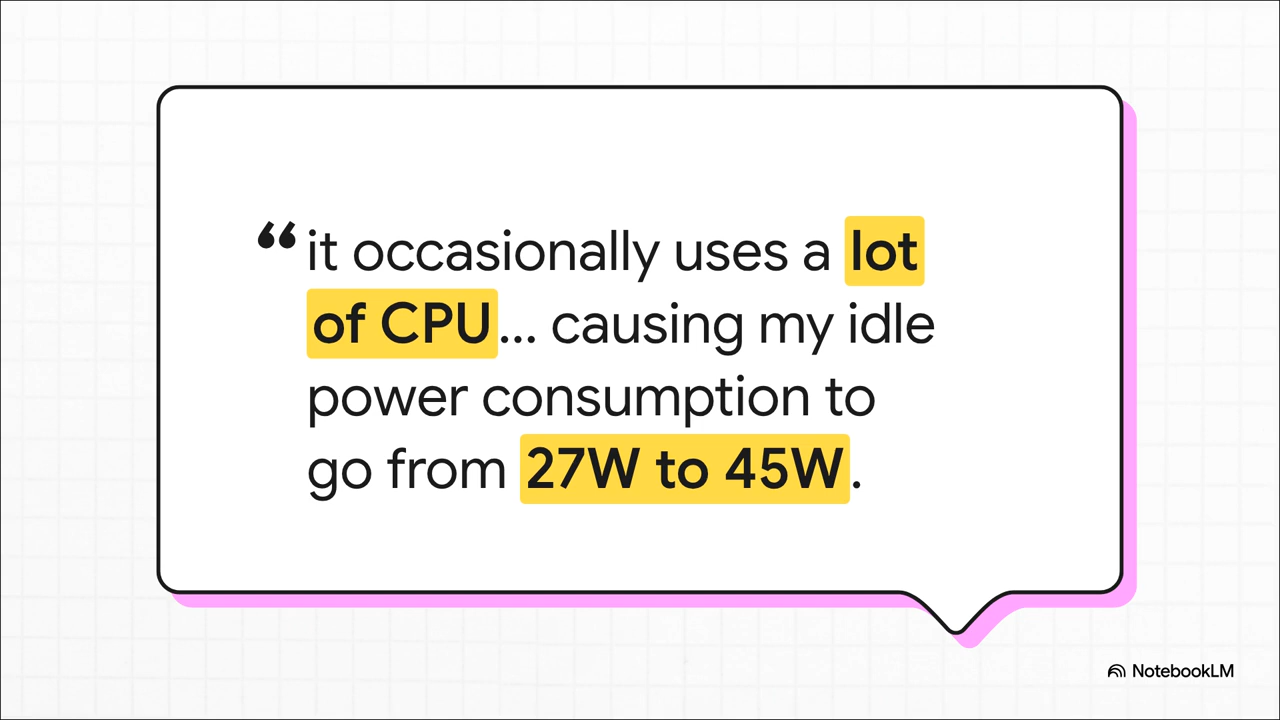 “it occasionally uses a lot
of CPU... causing my idle
power consumption to
go from 27W to 45W.
NotebookLM